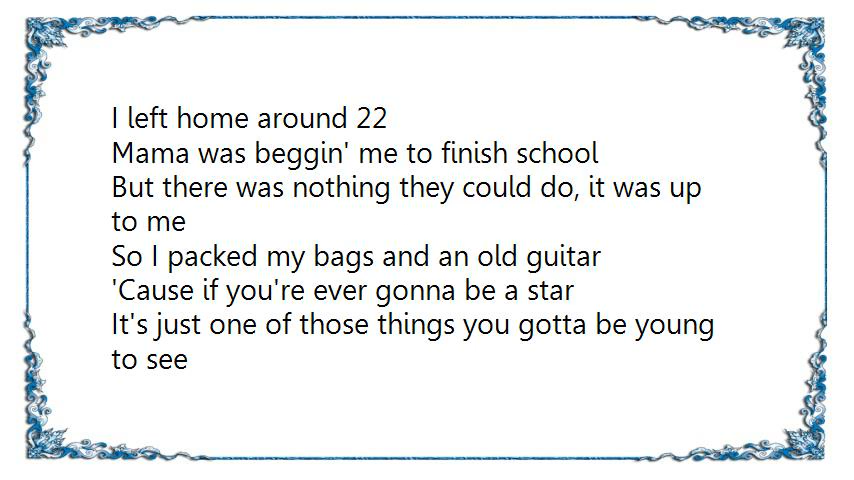 I left home around 22
Mama was beggin' me to finish school
But there was nothing they could do, it was up
to me
So I packed my bags and an old guitar
'Cause if you're ever gonna be a star
It's just one of those things you gotta be young
to see